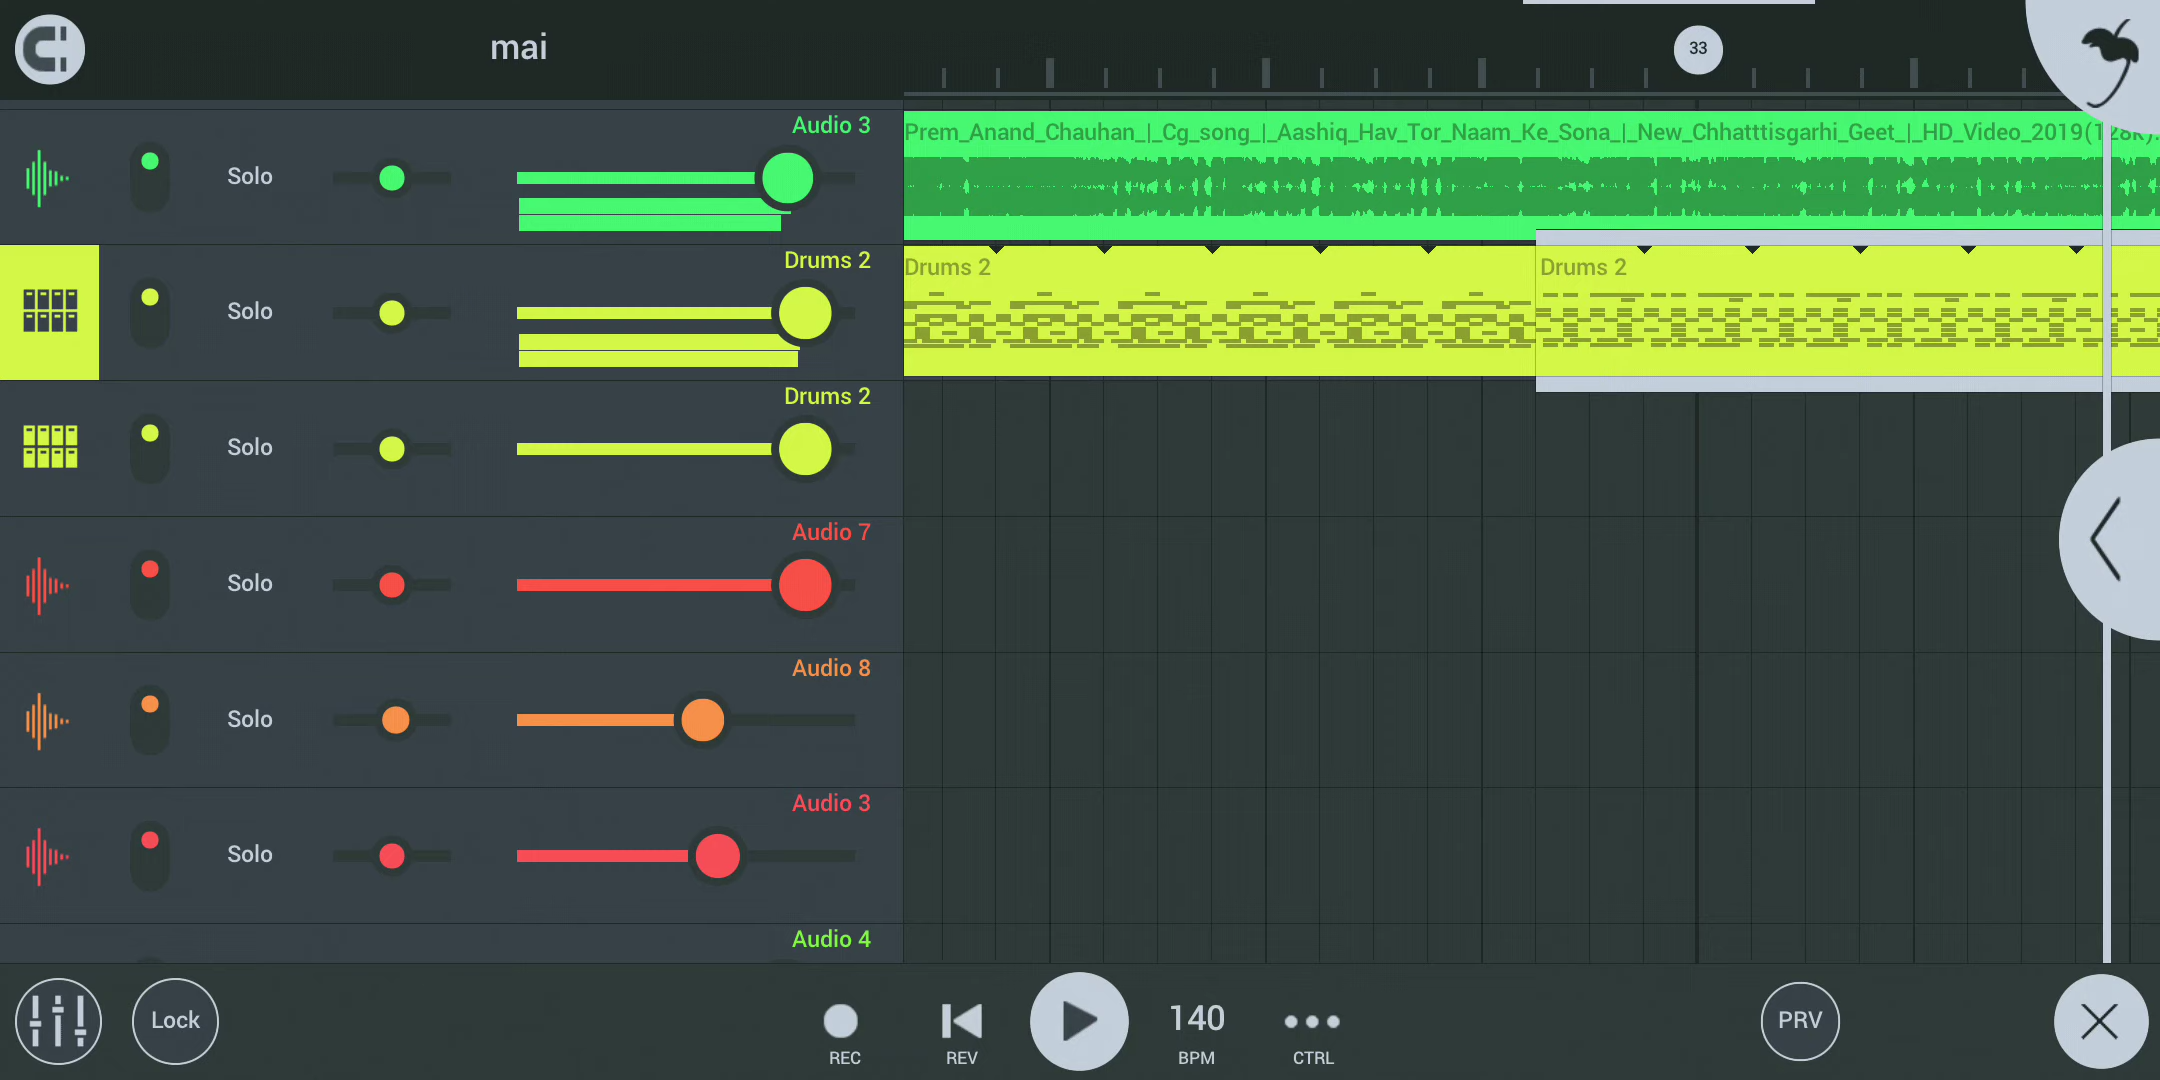 mai
33
Audio 3
Prem_Anand_Chauhan_|_Cg_song_|_Aashiq_Hav_Tor_Naam_Ke_Sona_|_New_Chhatttisgarhi_Geet_|_HD_Video_2019(128K).
Solo
Drums 2
Drums 2
Drums 2
Solo
Drums 2
Solo
Audio 7
Solo
Audio 8
Solo
Audio 3
Solo
Audio 4
Lock
REC
REV
140
BPM
CTRL
PRV